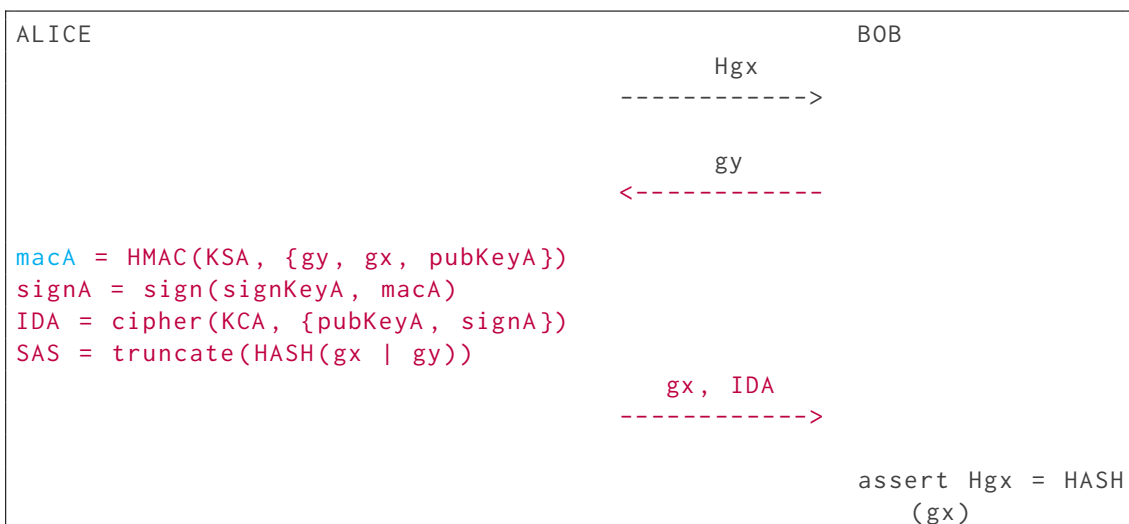 ALICE BOB
Hgx
------------>
gy
<------------
macA = HMAC(KSA, {gy, gx, pubKeyA})
signA = sign(signKeyA, macA)
IDA = cipher(KCA, {pubKeyA, signA})
SAS = truncate(HASH(gx | gy))
gx, IDA
------------>
assert Hgx = HASH
(gx)